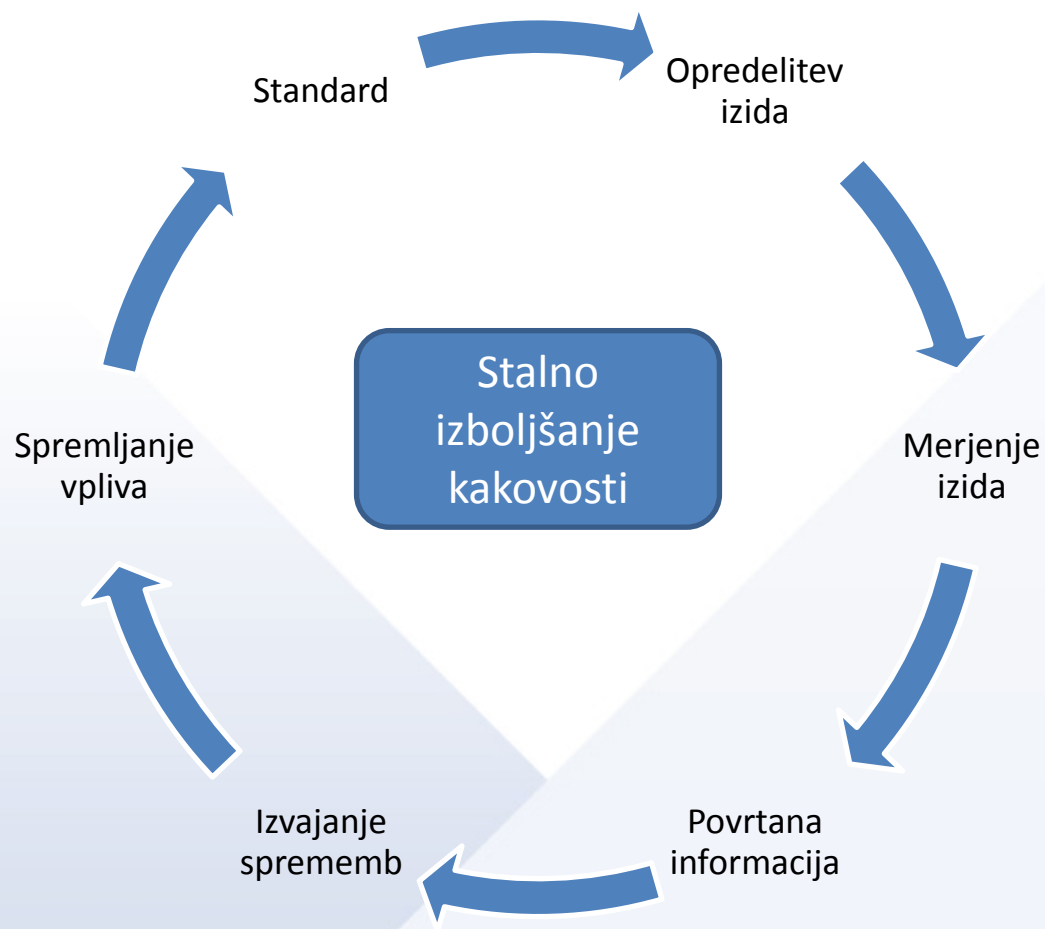 Standard
Opredelitev
izida
Merjenje
izida
Povrtana
informacija
Izvajanje
sprememb
Spremljanje
vpliva
Stalno
izboljšanje
kakovosti